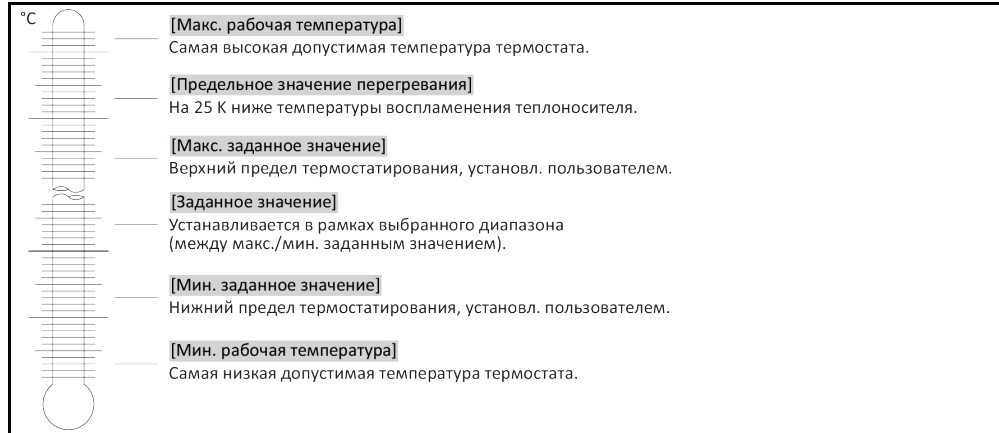 °C
[Макс. рабочая температура]
Самая высокая допустимая температура термостата.
[Предельное значение перегревания]
На 25 K ниже температуры воспламенения теплоносителя.
[Макс. заданное значение]
Верхний предел термостатирования, установл. пользователем.
[Заданное значение]
Устанавливается в рамках выбранного диапазона
(между макс./мин. заданным значением).
[Мин. заданное значение]
Нижний предел термостатирования, установл. пользователем.
[Мин. рабочая температура]
Самая низкая допустимая температура термостата.